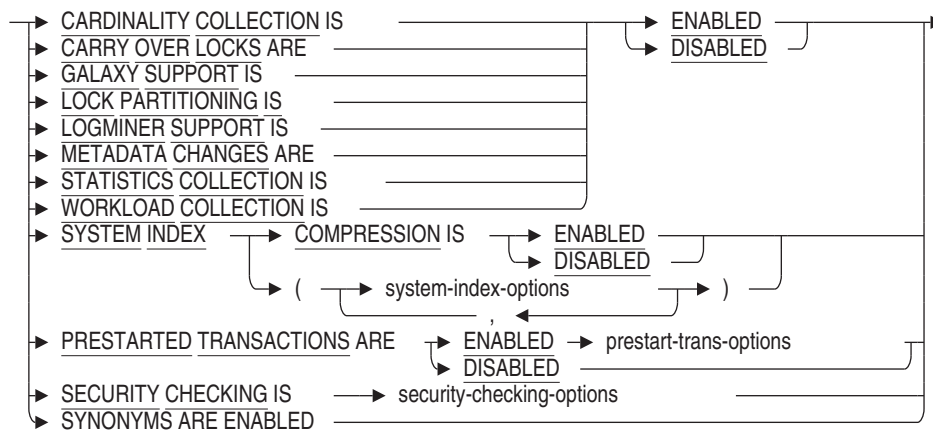 CARDINALITY COLLECTION IS ENABLED
CARRY OVER LOCKS ARE DISABLED
GALAXY SUPPORT IS
LOCK PARTITIONING IS
LOGMINER SUPPORT IS
METADATA CHANGES ARE
STATISTICS COLLECTION IS
WORKLOAD COLLECTION IS
SYSTEM INDEX COMPRESSION IS ENABLED
DISABLED
( system-index-options )
,
PRESTARTED TRANSACTIONS ARE ENABLED prestart-trans-options
DISABLED
SECURITY CHECKING IS security-checking-options
SYNONYMS ARE ENABLED